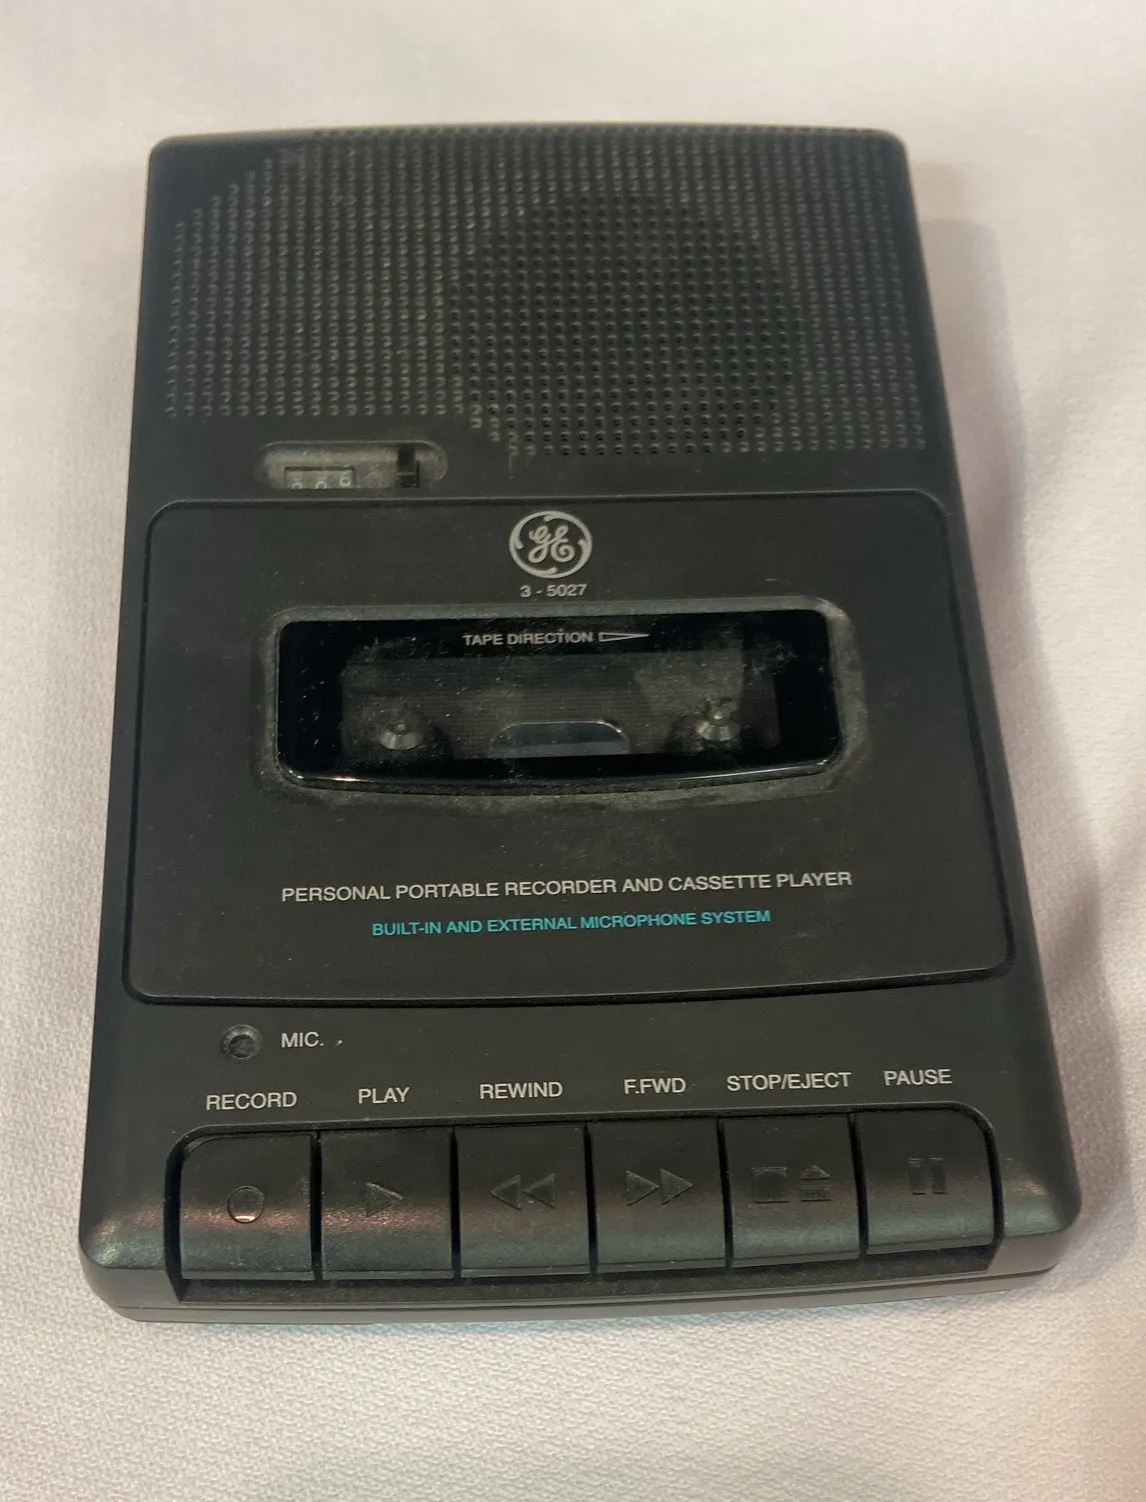 GE
3 - 5027
TAPE DIRECTION
PERSONAL PORTABLE RECORDER AND CASSETTE PLAYER
BUILT-IN AND EXTERNAL MICROPHONE SYSTEM
MIC.
RECORD PLAY REWIND F.FWD STOP/EJECT PAUSE